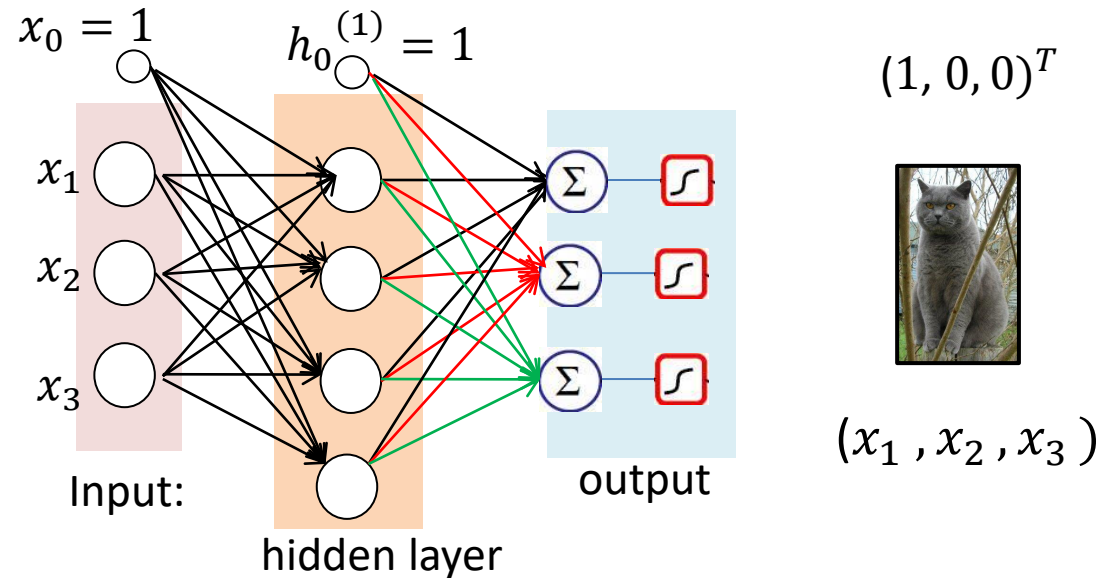 x₀ = 1
h₀⁽¹⁾ = 1
(1, 0, 0)ᵀ
x₁
x₂
x₃
Σ
Σ
Σ
Input:
hidden layer
output
(x₁ , x₂ , x₃ )